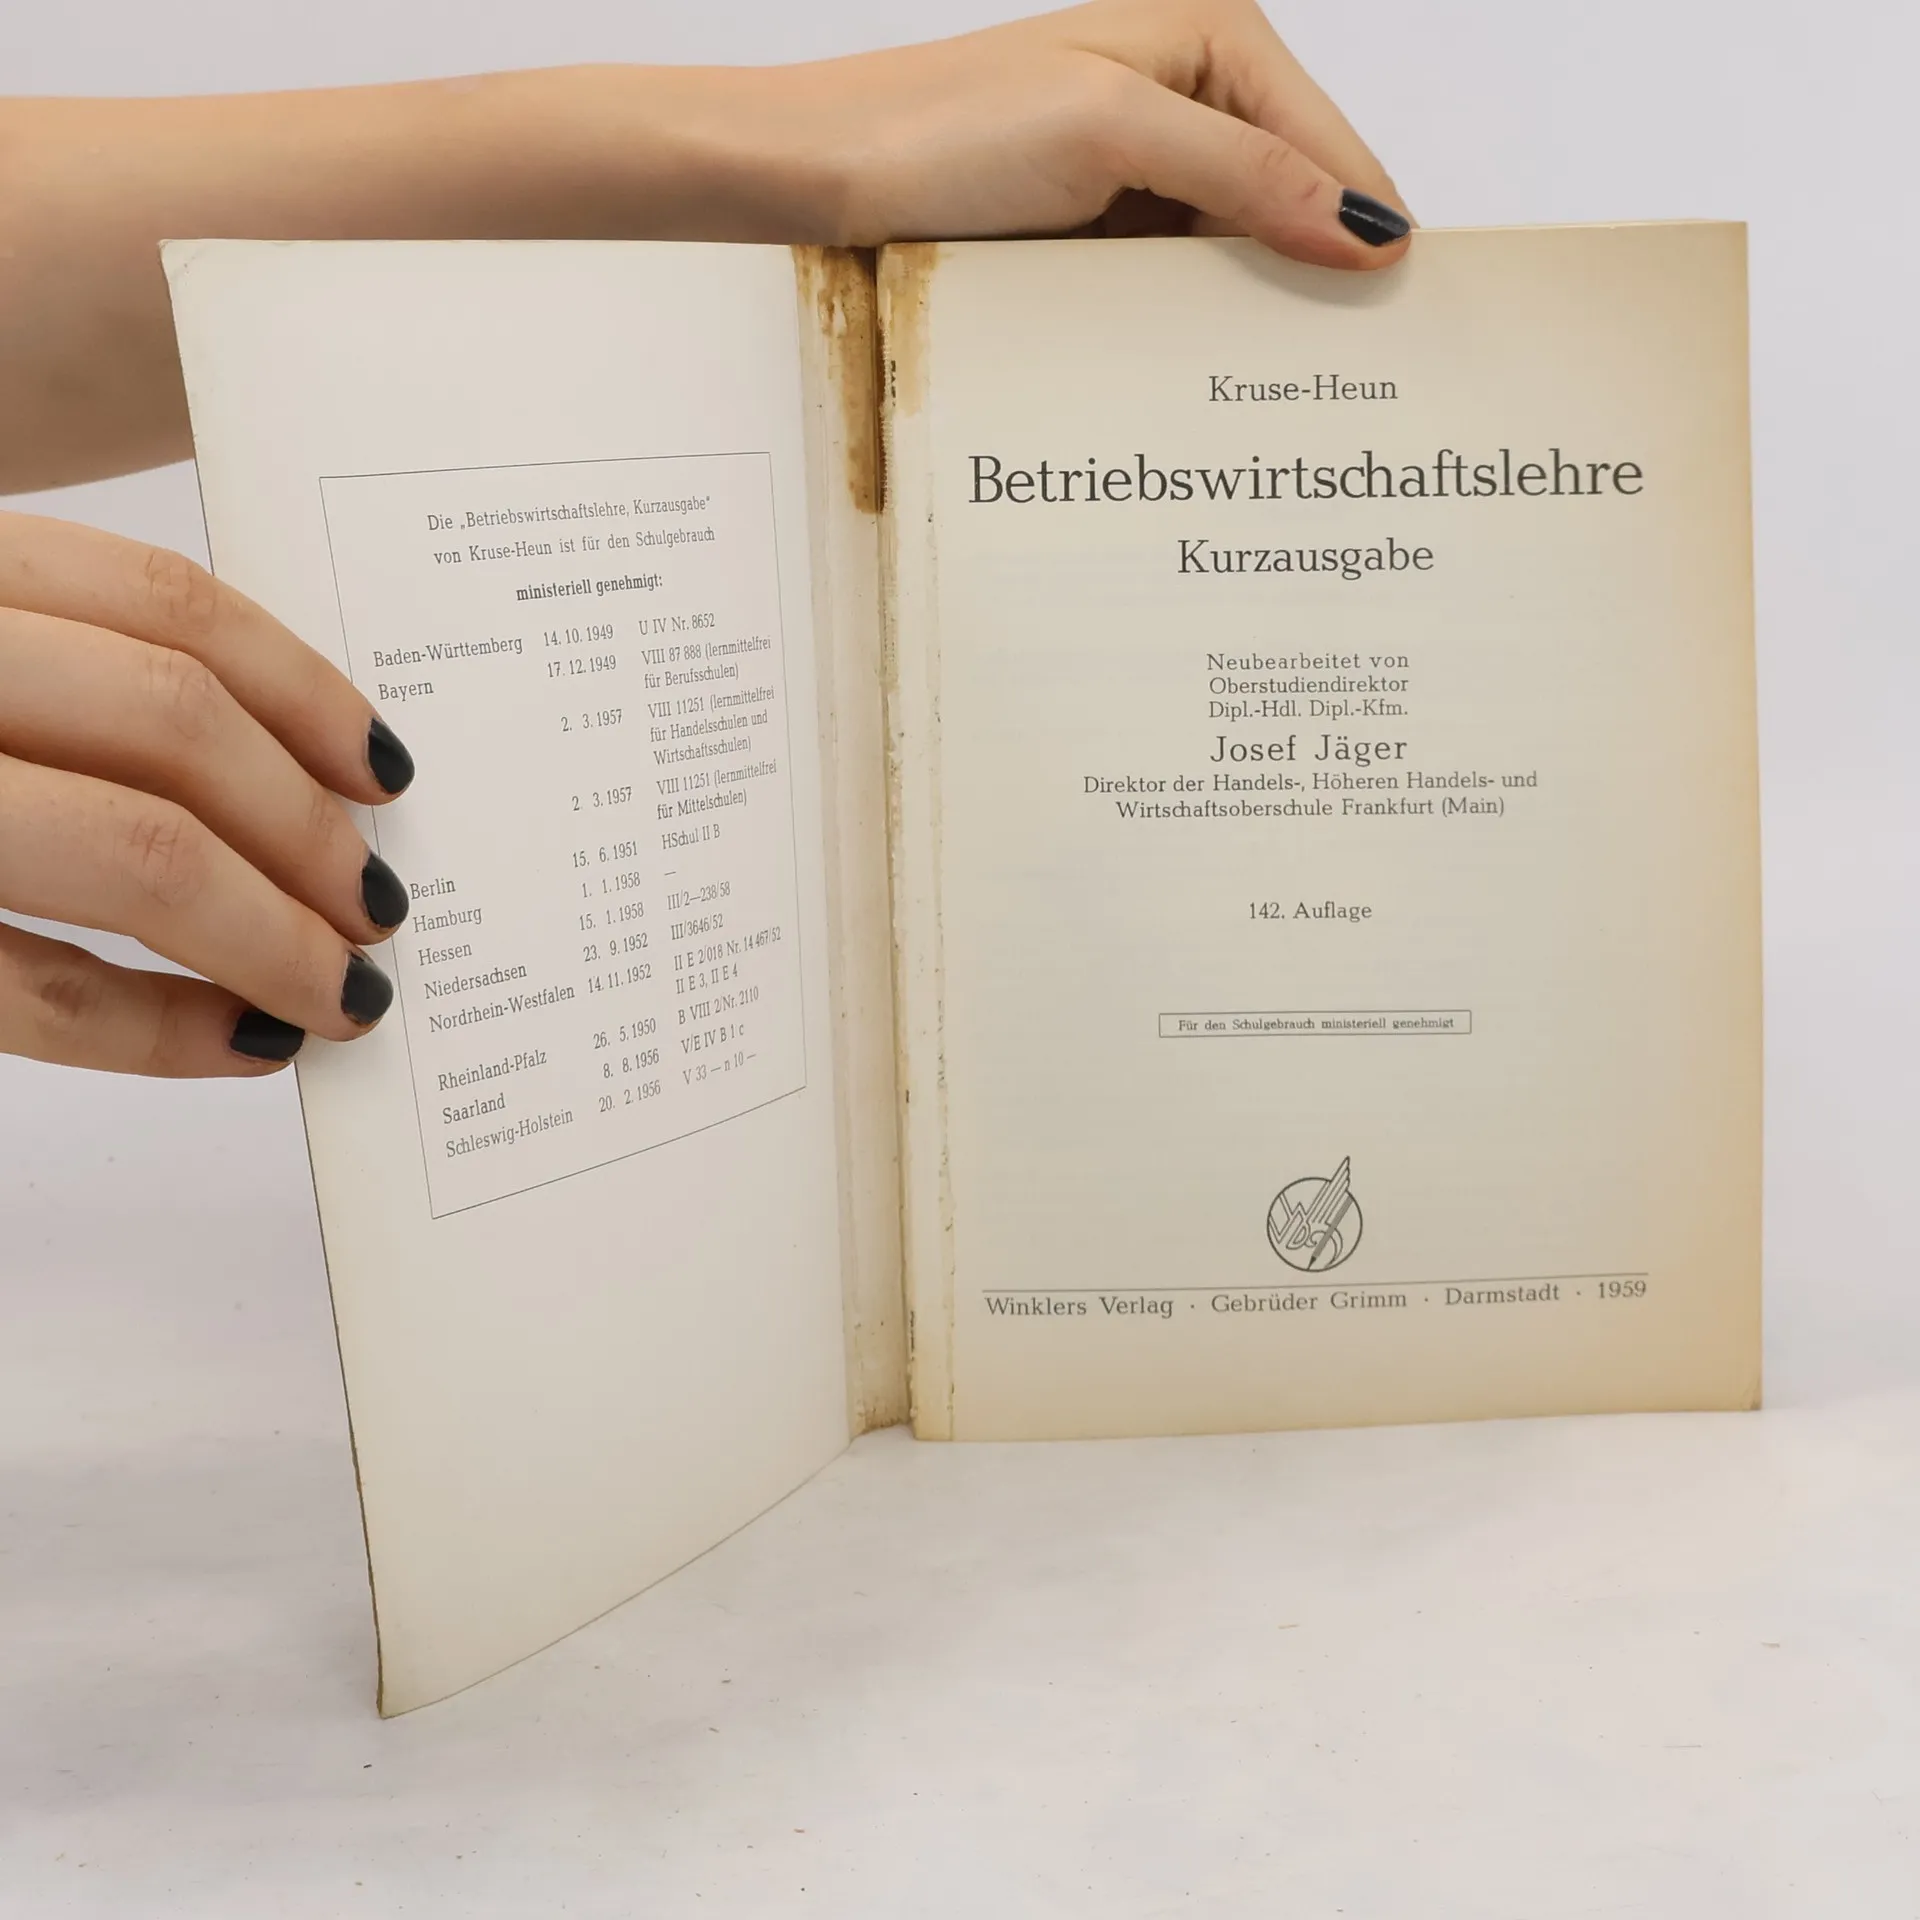 Die „Betriebswirtschaftslehre, Kurzausgabe“
von Kruse-Heun ist für den Schulgebrauch
ministeriell genehmigt:
Baden-Württemberg 14. 10. 1949 U IV Nr. 8652
Bayern 17. 12. 1949 VIII 87 888 (lernmittelfrei
für Berufsschulen)
2. 3. 1957 VIII 11251 (lernmittelfrei
für Handelsschulen und
Wirtschaftsschulen)
2 3. 1957 VIII 11251 (lernmittelfrei
für Mittelschulen)
Berlin 15. 6. 1951 HSchul II B
Hamburg 1. 1. 1958 —
Hessen 15. 1. 1958 III/2—238/58
Niedersachsen 23. 9. 1952 III/3646/52
Nordrhein-Westfalen 14. 11. 1952 II E 2/018 Nr. 14 467/52
II E 3, II E 4
Rheinland-Pfalz 26. 5. 1950 B VIII 2/Nr. 2110
Saarland 8. 8. 1956 V/E IV B 1 c
Schleswig-Holstein 20. 2. 1956 V 33 — n 10 —
Kruse-Heun
Betriebswirtschaftslehre
Kurzausgabe
Neubearbeitet von
Oberstudiendirektor
Dipl.-Hdl. Dipl.-Kfm.
Josef Jäger
Direktor der Handels-, Höheren Handels- und
Wirtschaftsoberschule Frankfurt (Main)
142. Auflage
Für den Schulgebrauch ministeriell genehmigt
Winklers Verlag · Gebrüder Grimm · Darmstadt · 1959